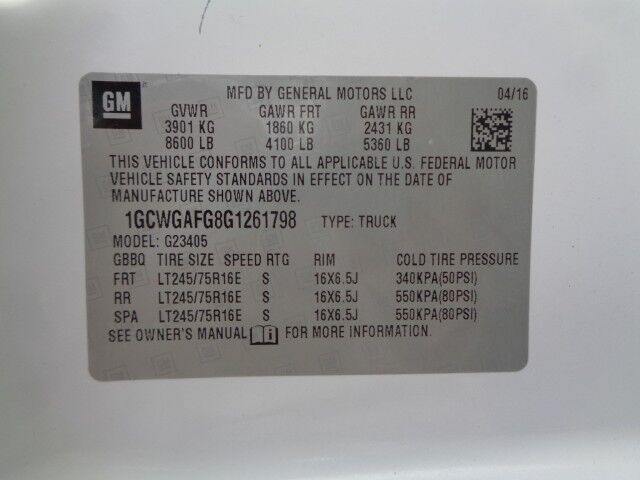 GM
MFD BY GENERAL MOTORS LLC 04/16
GVWR GAWR FRT GAWR RR
3901 KG 1860 KG 2431 KG
8600 LB 4100 LB 5360 LB
THIS VEHICLE CONFORMS TO ALL APPLICABLE U.S. FEDERAL MOTOR
VEHICLE SAFETY STANDARDS IN EFFECT ON THE DATE OF
MANUFACTURE SHOWN ABOVE.
1GCWGAFG8G1261798 TYPE: TRUCK
MODEL: G23405
GBBQ TIRE SIZE SPEED RTG RIM COLD TIRE PRESSURE
FRT LT245/75R16E S 16X6.5J 340KPA(50PSI)
RR LT245/75R16E S 16X6.5J 550KPA(80PSI)
SPA LT245/75R16E S 16X6.5J 550KPA(80PSI)
SEE OWNER'S MANUAL i FOR MORE INFORMATION.